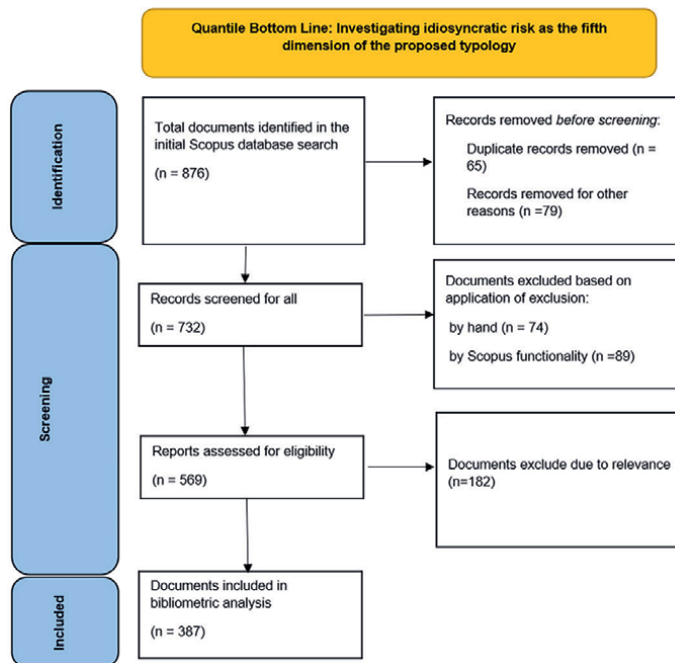 Quantile Bottom Line: Investigating idiosyncratic risk as the fifth
dimension of the proposed typology
Identification
Total documents identified in the
initial Scopus database search
(n = 876)
Records removed before screening:
Duplicate records removed (n =
65)
Records removed for other
reasons (n =79)
Screening
Records screened for all
(n = 732)
Documents excluded based on
application of exclusion:
by hand (n = 74)
by Scopus functionality (n =89)
Reports assessed for eligibility
(n = 569)
Documents exclude due to relevance
(n=182)
Included
Documents included in
bibliometric analysis
(n = 387)